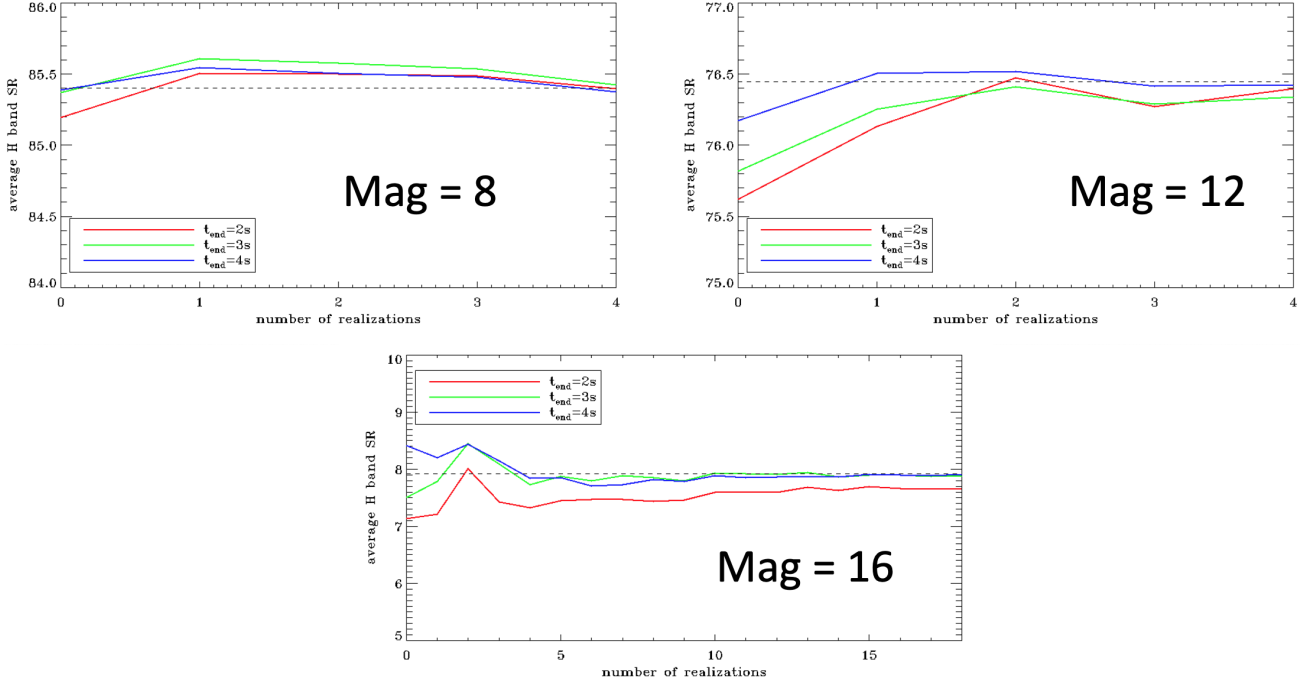 86.0
85.5
85.0
84.5
84.0
average H band SR
Mag = 8
t_end=2s
t_end=3s
t_end=4s
0 1 2 3 4
number of realizations
77.0
76.5
76.0
75.5
75.0
average H band SR
Mag = 12
t_end=2s
t_end=3s
t_end=4s
0 1 2 3 4
number of realizations
10
9
8
7
6
5
average H band SR
t_end=2s
t_end=3s
t_end=4s
Mag = 16
0 5 10 15
number of realizations